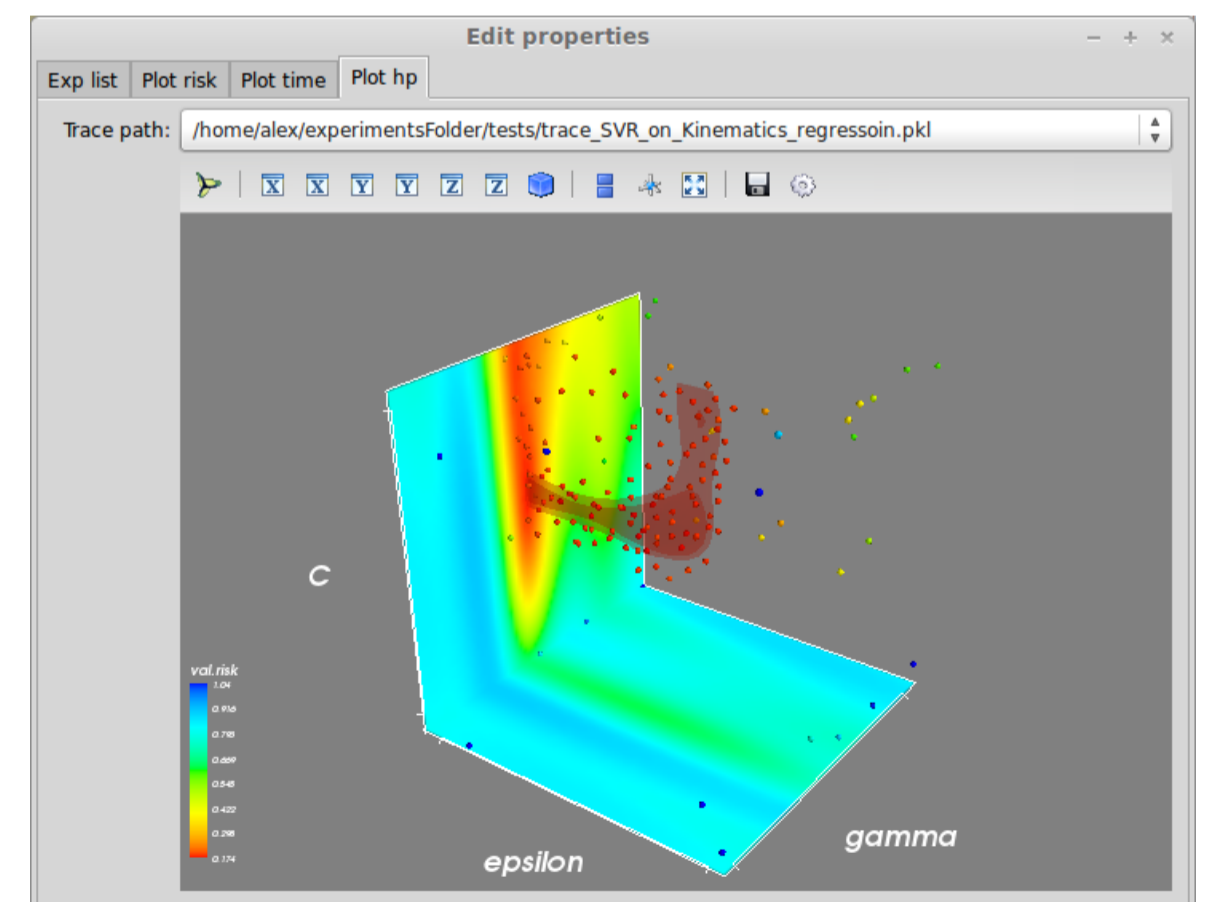 Edit properties
Exp list Plot risk Plot time Plot hp
Trace path: /home/alex/experimentsFolder/tests/trace_SVR_on_Kinematics_regressoin.pkl
X X Y Y Z Z
C
val.risk
1.04
0.916
0.793
0.669
0.545
0.422
0.298
0.174
epsilon
gamma